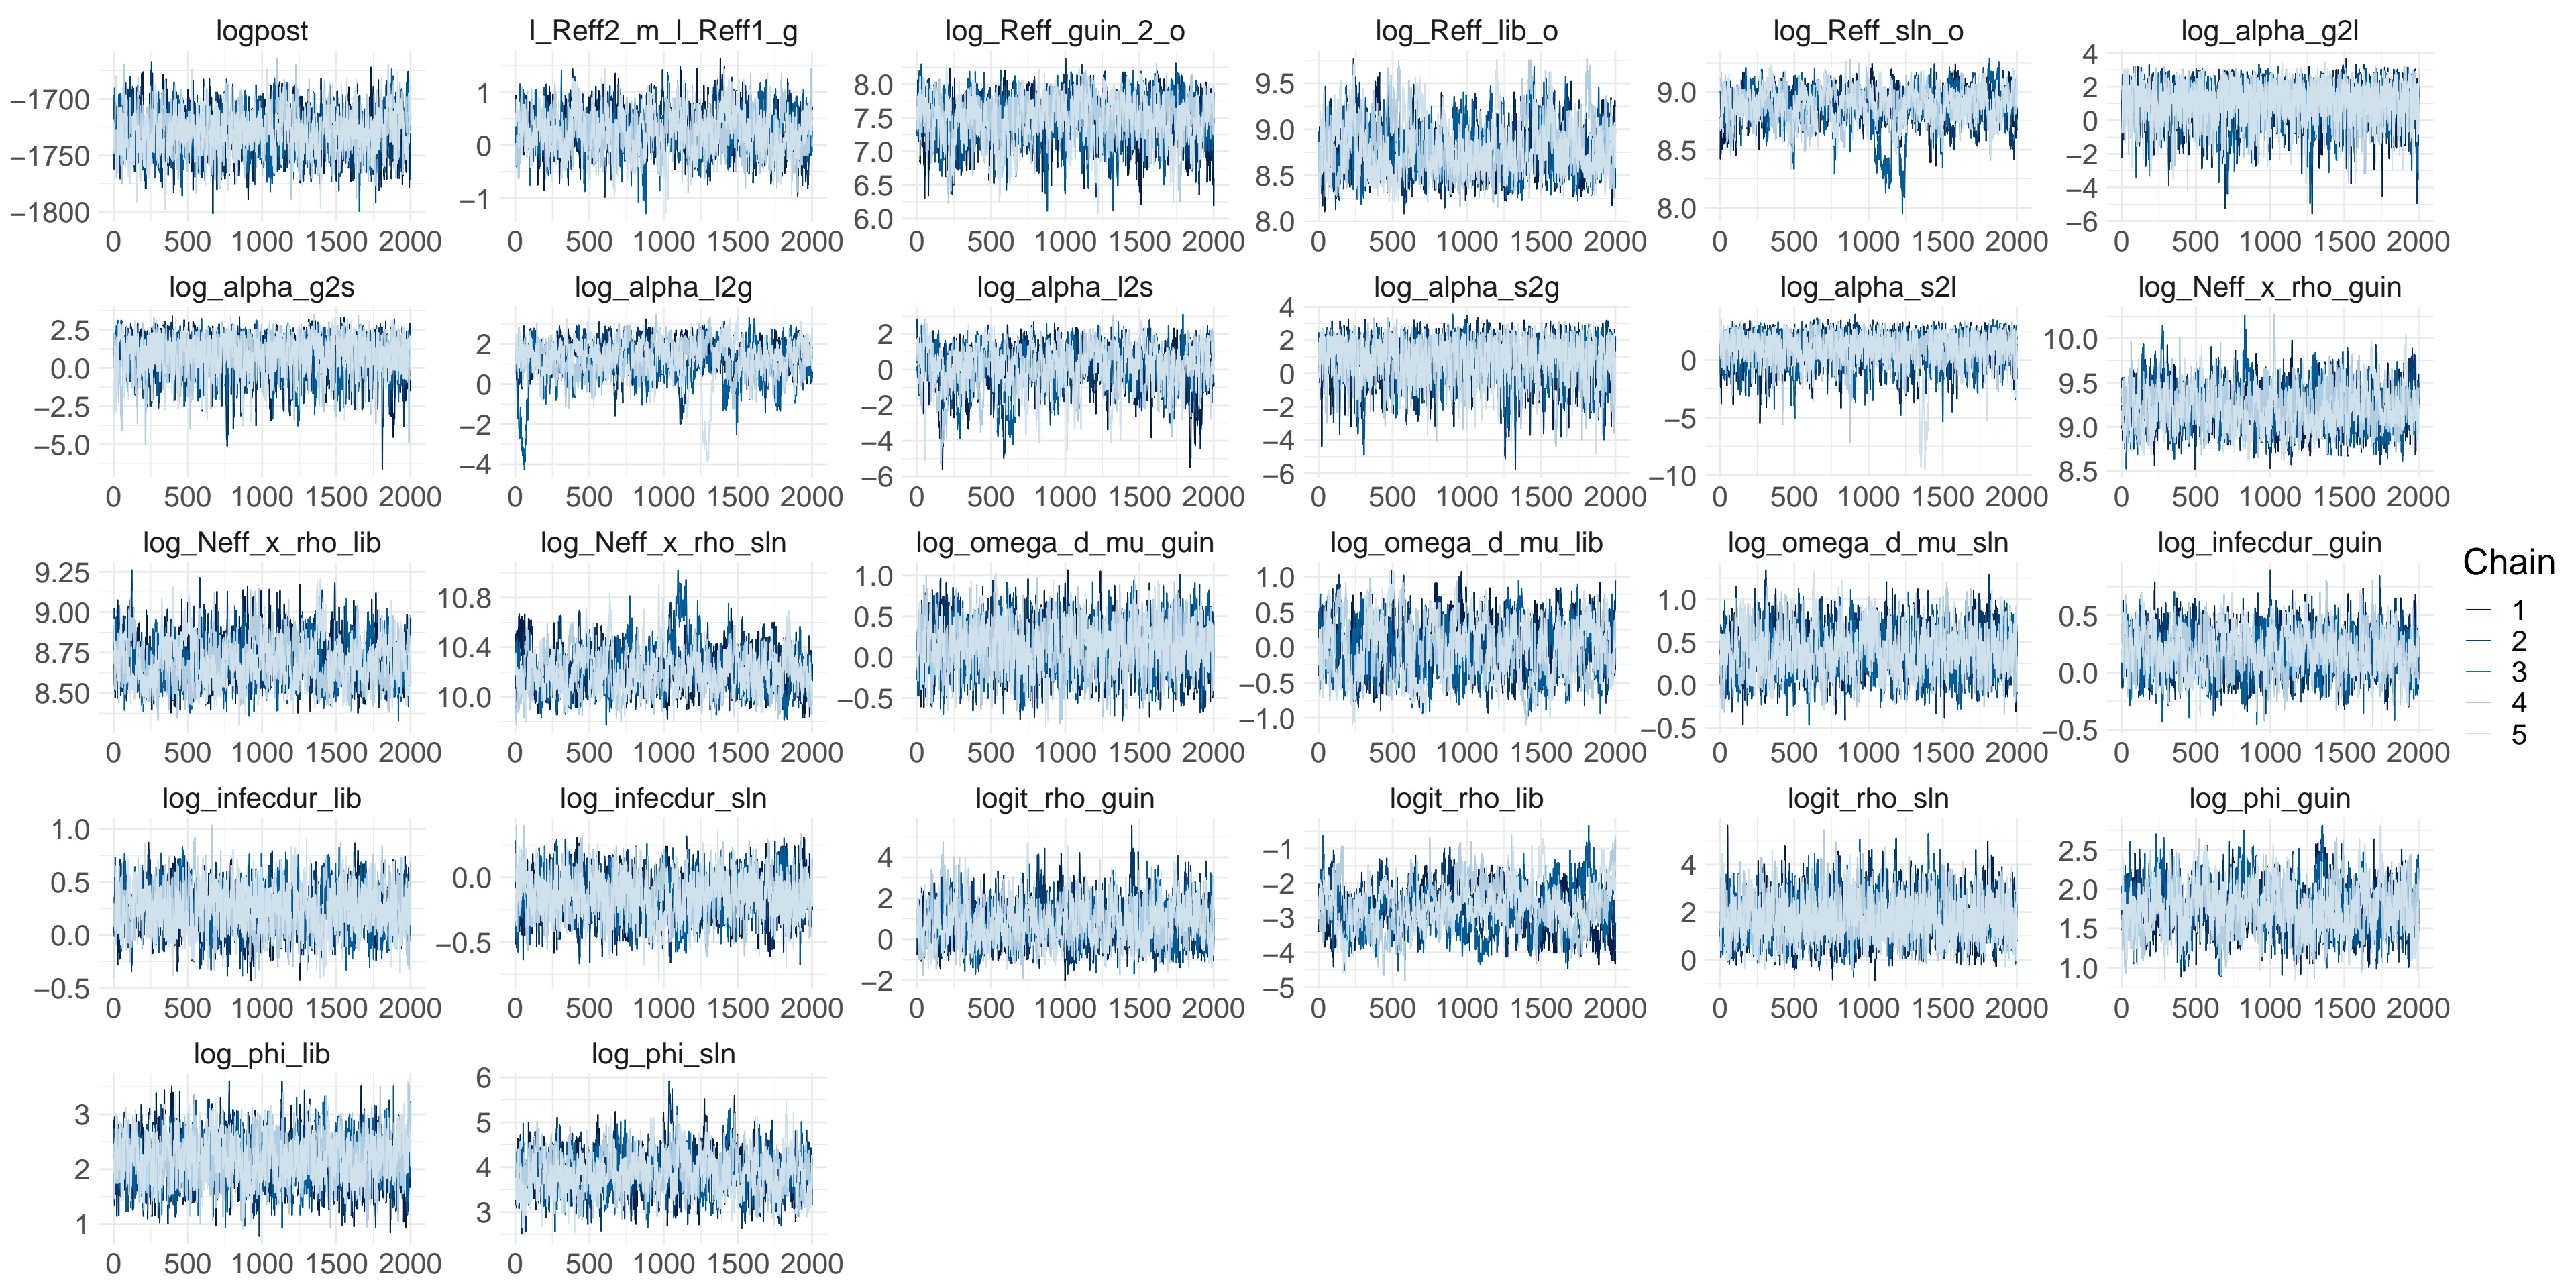 logpost l_Reff2_m_l_Reff1_g log_Reff_guin_2_o log_Reff_lib_o log_Reff_sln_o log_alpha_g2l
−1700 −1750 −1800
1 0 −1
8.0 7.5 7.0 6.5 6.0
9.5 9.0 8.5 8.0
9.0 8.5 8.0
4 2 0 −2 −4 −6
0 500 1000 1500 2000 0 500 1000 1500 2000 0 500 1000 1500 2000 0 500 1000 1500 2000 0 500 1000 1500 2000 0 500 1000 1500 2000
log_alpha_g2s log_alpha_l2g log_alpha_l2s log_alpha_s2g log_alpha_s2l log_Neff_x_rho_guin
2.5 0.0 −2.5 −5.0
2 0 −2 −4
2 0 −2 −4 −6
4 2 0 −2 −4 −6
0 −5 −10
10.0 9.5 9.0 8.5
0 500 1000 1500 2000 0 500 1000 1500 2000 0 500 1000 1500 2000 0 500 1000 1500 2000 0 500 1000 1500 2000 0 500 1000 1500 2000
log_Neff_x_rho_lib log_Neff_x_rho_sln log_omega_d_mu_guin log_omega_d_mu_lib log_omega_d_mu_sln log_infecdur_guin
9.25 9.00 8.75 8.50
10.8 10.4 10.0
1.0 0.5 0.0 −0.5
1.0 0.5 0.0 −0.5 −1.0
1.0 0.5 0.0 −0.5
0.5 0.0 −0.5
0 500 1000 1500 2000 0 500 1000 1500 2000 0 500 1000 1500 2000 0 500 1000 1500 2000 0 500 1000 1500 2000 0 500 1000 1500 2000
Chain
1
2
3
4
5
log_infecdur_lib log_infecdur_sln logit_rho_guin logit_rho_lib logit_rho_sln log_phi_guin
1.0 0.5 0.0 −0.5
0.0 −0.5
4 2 0 −2
−1 −2 −3 −4 −5
4 2 0
2.5 2.0 1.5 1.0
0 500 1000 1500 2000 0 500 1000 1500 2000 0 500 1000 1500 2000 0 500 1000 1500 2000 0 500 1000 1500 2000 0 500 1000 1500 2000
log_phi_lib log_phi_sln
3 2 1
6 5 4 3
0 500 1000 1500 2000 0 500 1000 1500 2000